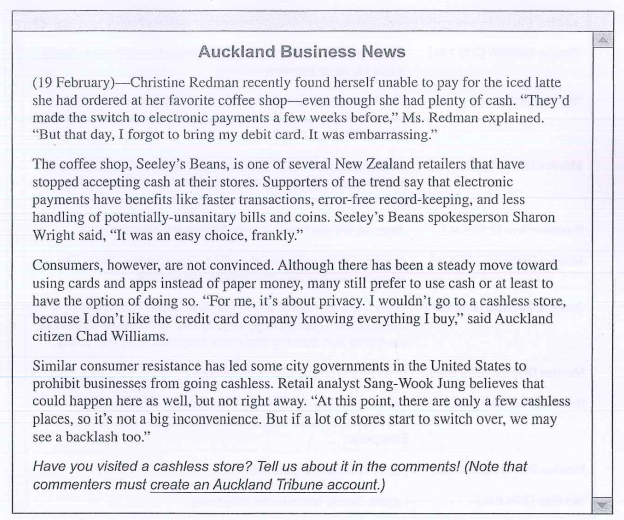 Auckland Business News
(19 February)—Christine Redman recently found herself unable to pay for the iced latte
she had ordered at her favorite coffee shop—even though she had plenty of cash. “They’d
made the switch to electronic payments a few weeks before,” Ms. Redman explained.
“But that day, I forgot to bring my debit card. It was embarrassing.”
The coffee shop, Seeley’s Beans, is one of several New Zealand retailers that have
stopped accepting cash at their stores. Supporters of the trend say that electronic
payments have benefits like faster transactions, error-free record-keeping, and less
handling of potentially-unsanitary bills and coins. Seeley’s Beans spokesperson Sharon
Wright said, “It was an easy choice, frankly.”
Consumers, however, are not convinced. Although there has been a steady move toward
using cards and apps instead of paper money, many still prefer to use cash or at least to
have the option of doing so. “For me, it’s about privacy. I wouldn’t go to a cashless store,
because I don’t like the credit card company knowing everything I buy,” said Auckland
citizen Chad Williams.
Similar consumer resistance has led some city governments in the United States to
prohibit businesses from going cashless. Retail analyst Sang-Wook Jung believes that
could happen here as well, but not right away. “At this point, there are only a few cashless
places, so it’s not a big inconvenience. But if a lot of stores start to switch over, we may
see a backlash too.”
Have you visited a cashless store? Tell us about it in the comments! (Note that
commenters must create an Auckland Tribune account.)